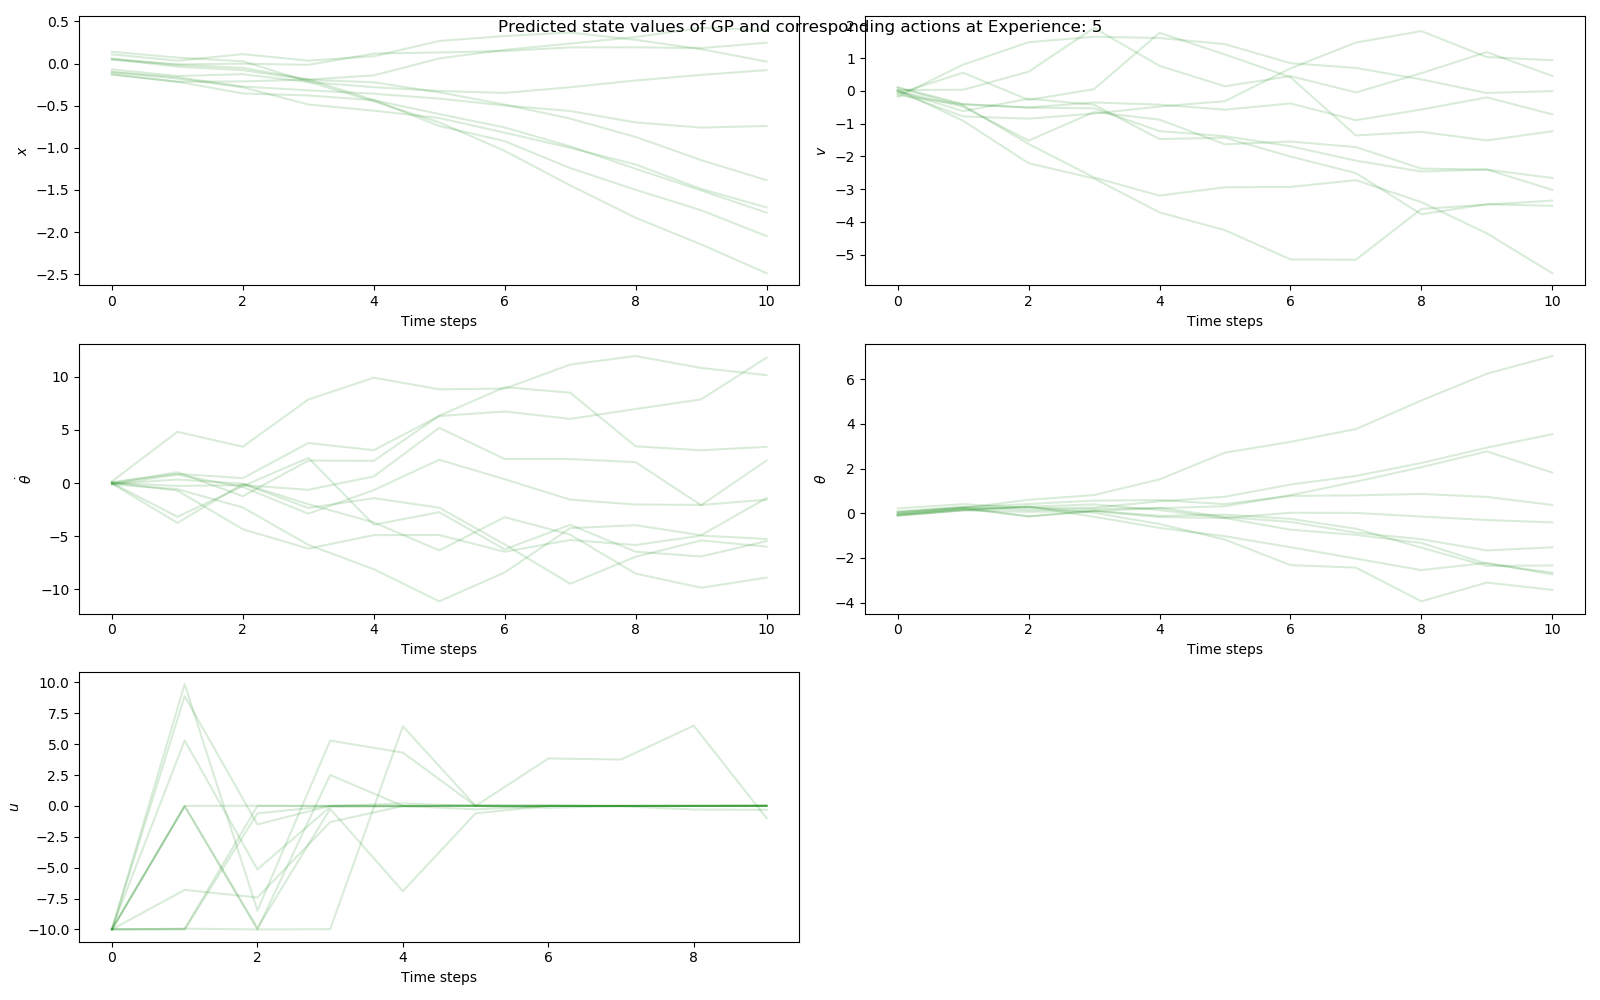 Predicted state values of GP and corresponding actions at Experience: 5
0.5
0.0
−0.5
−1.0
−1.5
−2.0
−2.5
x
0 2 4 6 8 10
Time steps
2
1
0
−1
−2
−3
−4
−5
v
0 2 4 6 8 10
Time steps
10
5
0
−5
−10
θ̇
0 2 4 6 8 10
Time steps
6
4
2
0
−2
−4
θ
0 2 4 6 8 10
Time steps
10.0
7.5
5.0
2.5
0.0
−2.5
−5.0
−7.5
−10.0
u
0 2 4 6 8
Time steps